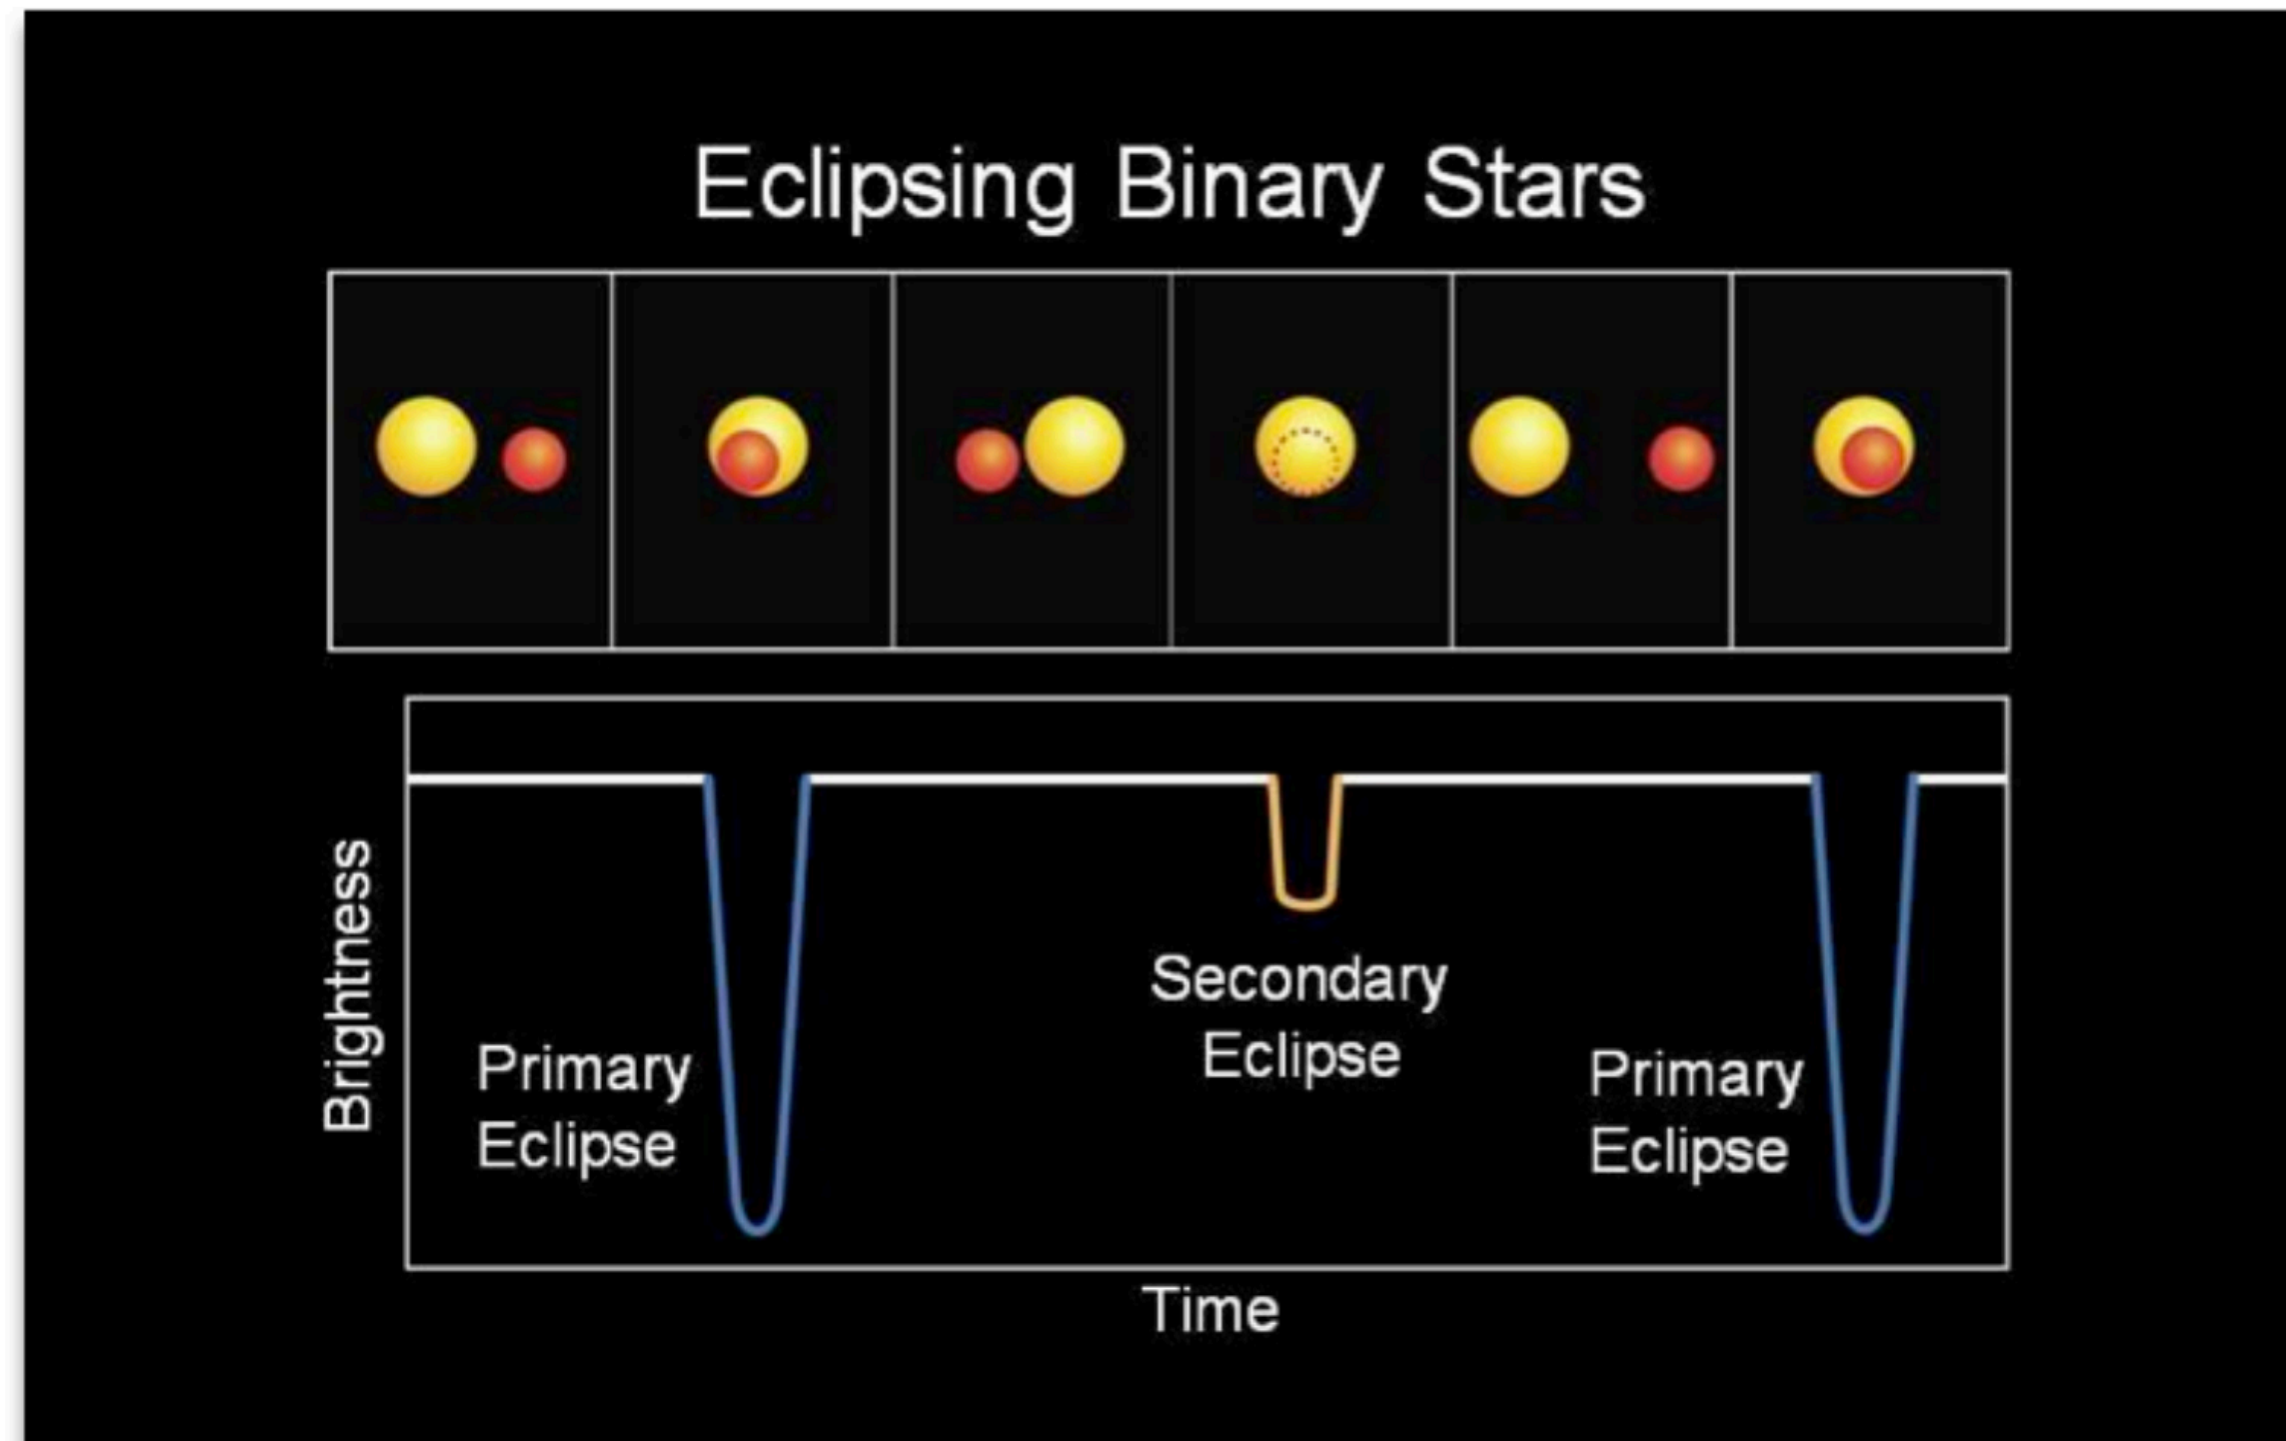 Eclipsing Binary Stars
Brightness
Primary
Eclipse
Secondary
Eclipse
Primary
Eclipse
Time